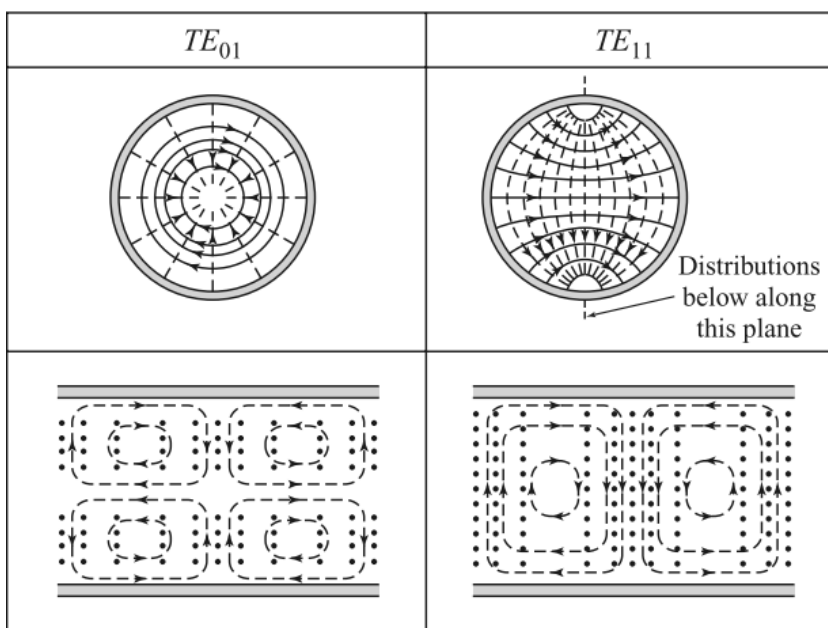 TE₀₁
TE₁₁
Distributions
below along
this plane